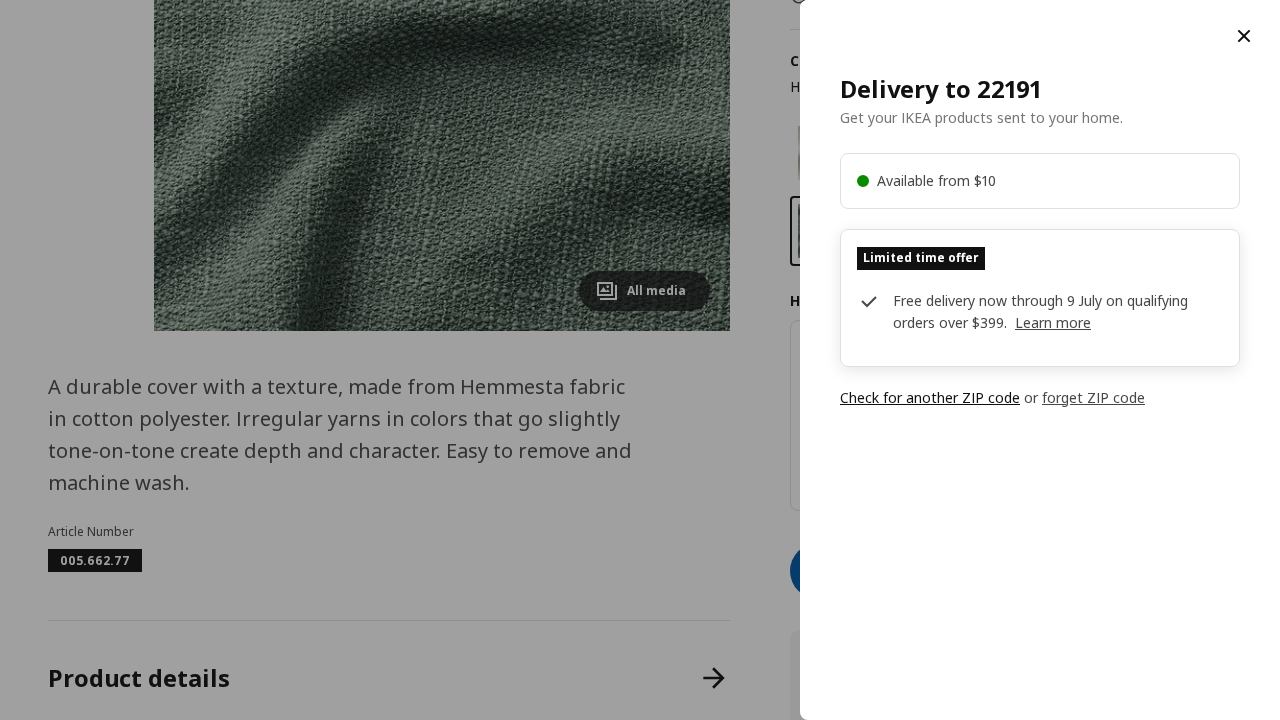 All media
A durable cover with a texture, made from Hemmesta fabric
in cotton polyester. Irregular yarns in colors that go slightly
tone-on-tone create depth and character. Easy to remove and
machine wash.
Article Number
005.662.77
Product details
Delivery to 22191
Get your IKEA products sent to your home.
Available from $10
Limited time offer
Free delivery now through 9 July on qualifying
orders over $399. Learn more
Check for another ZIP code or forget ZIP code